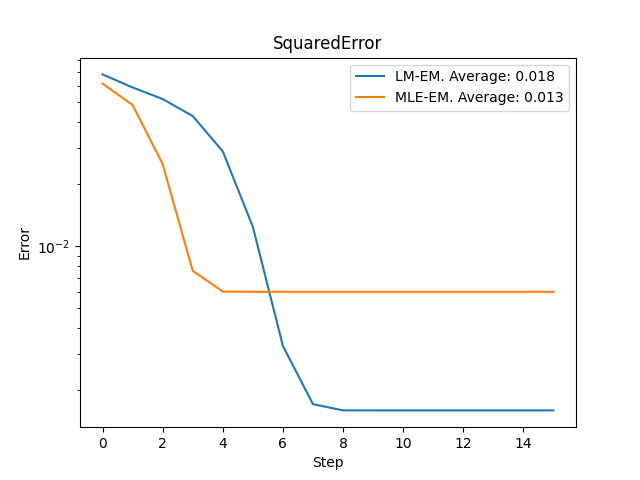 SquaredError
LM-EM. Average: 0.018
MLE-EM. Average: 0.013
Error
10⁻²
0 2 4 6 8 10 12 14
Step